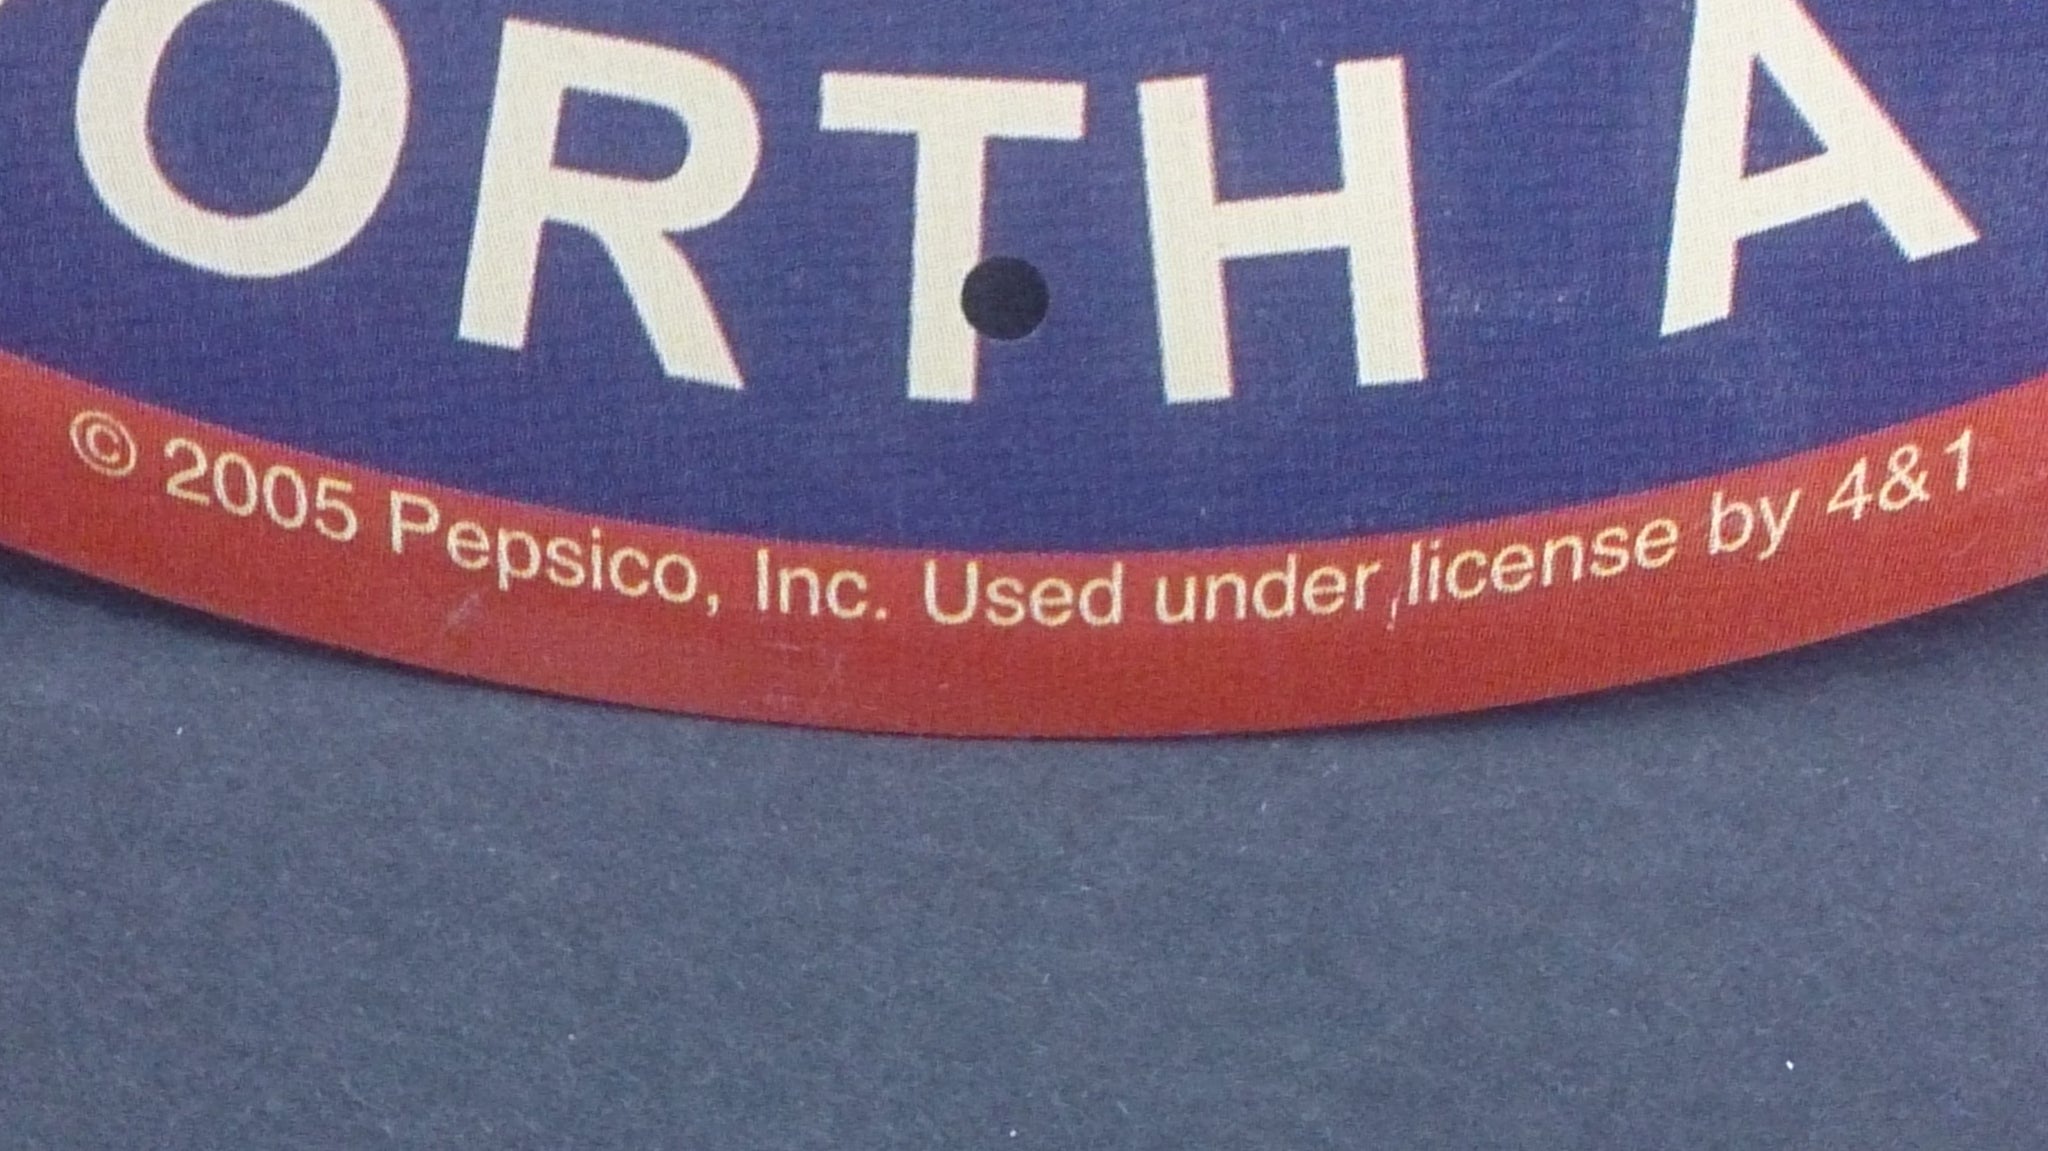 ORTH A
© 2005 Pepsico, Inc. Used under license by 4&1